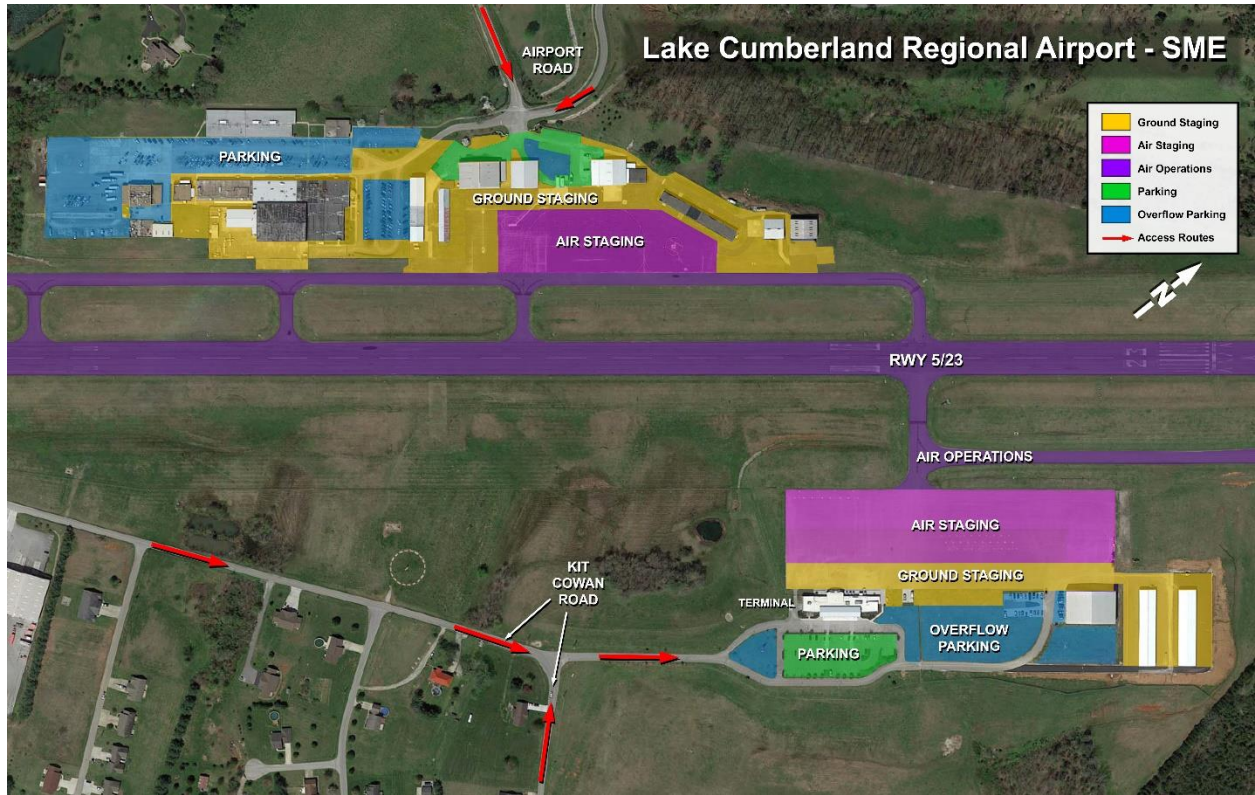 Lake Cumberland Regional Airport - SME
AIRPORT
ROAD
Ground Staging
Air Staging
Air Operations
Parking
Overflow Parking
Access Routes
N
PARKING
GROUND STAGING
AIR STAGING
RWY 5/23
23
AIR OPERATIONS
AIR STAGING
GROUND STAGING
KIT
COWAN
ROAD
TERMINAL
OVERFLOW
PARKING
PARKING